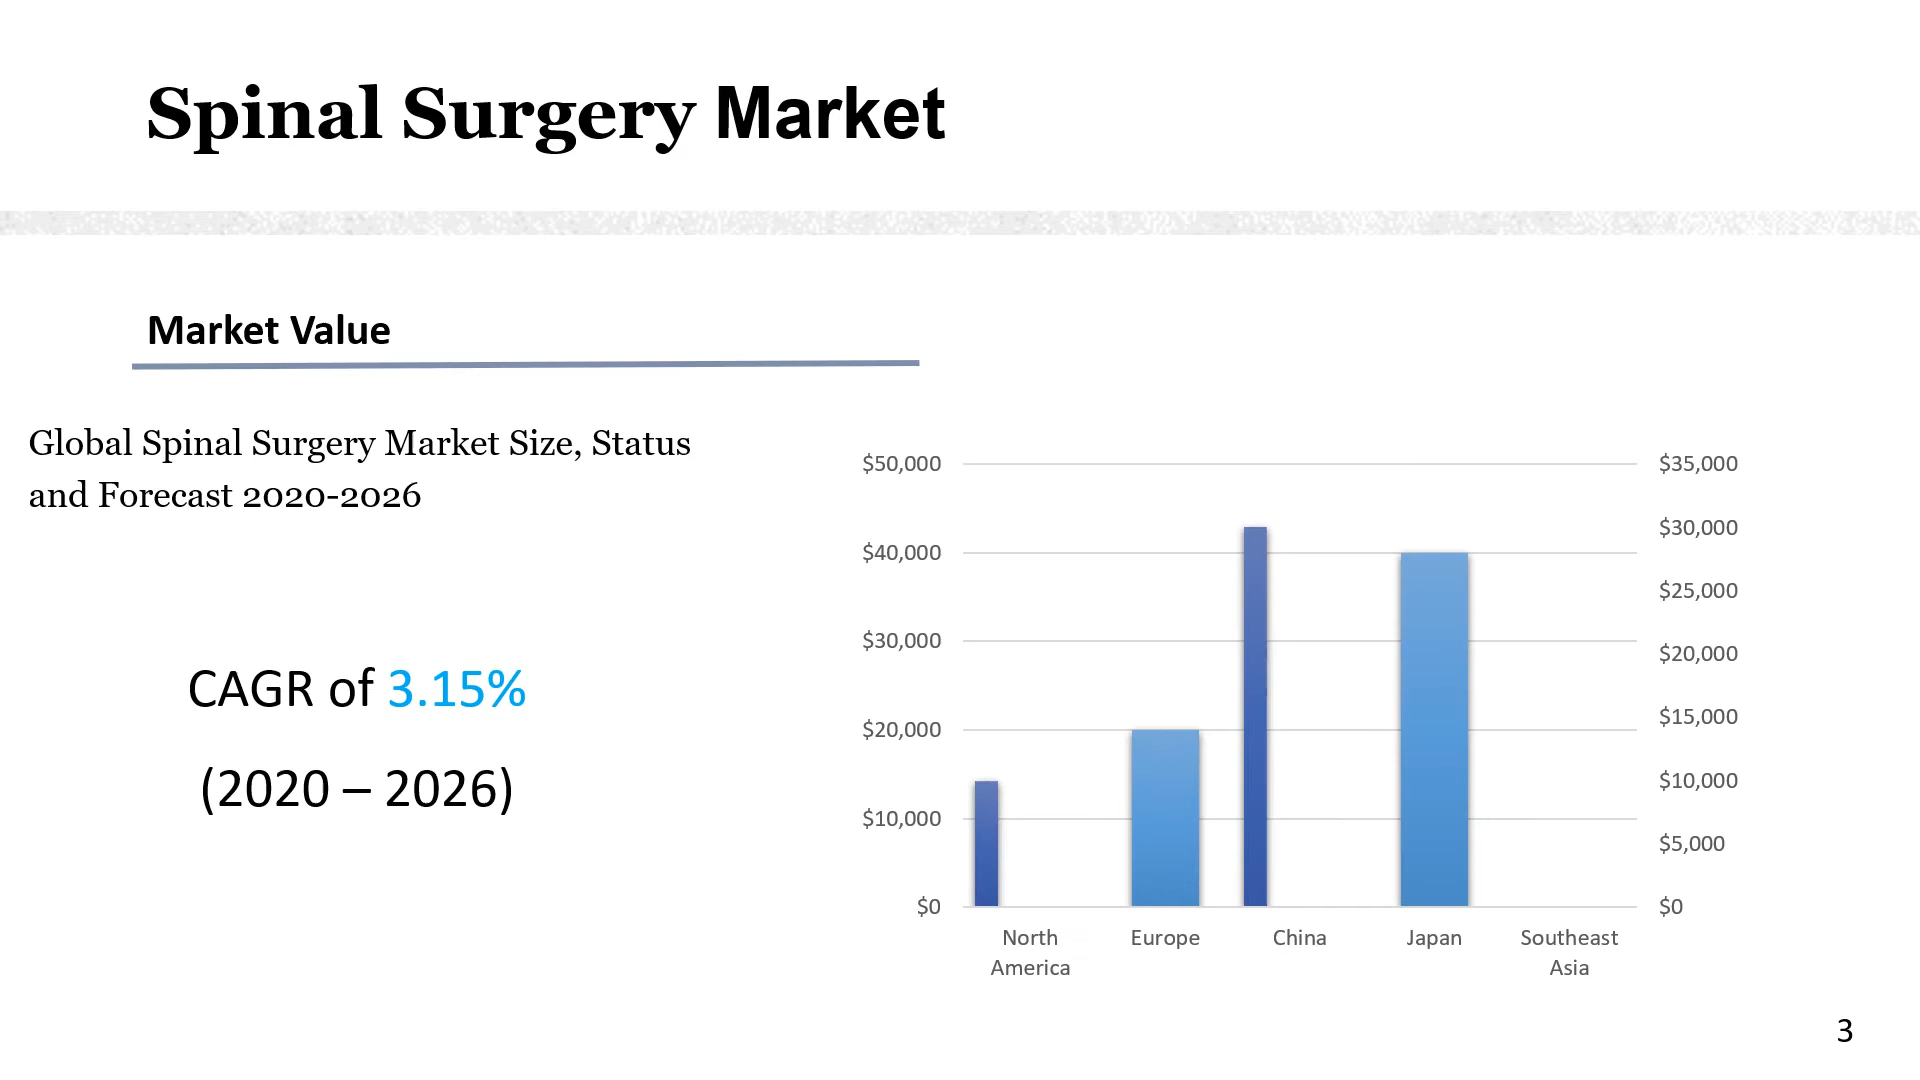 Spinal Surgery Market
Market Value
Global Spinal Surgery Market Size, Status
and Forecast 2020-2026
CAGR of 3.15%
(2020 – 2026)
$50,000
$40,000
$30,000
$20,000
$10,000
$0
$35,000
$30,000
$25,000
$20,000
$15,000
$10,000
$5,000
$0
North
America
Europe
China
Japan
Southeast
Asia
3